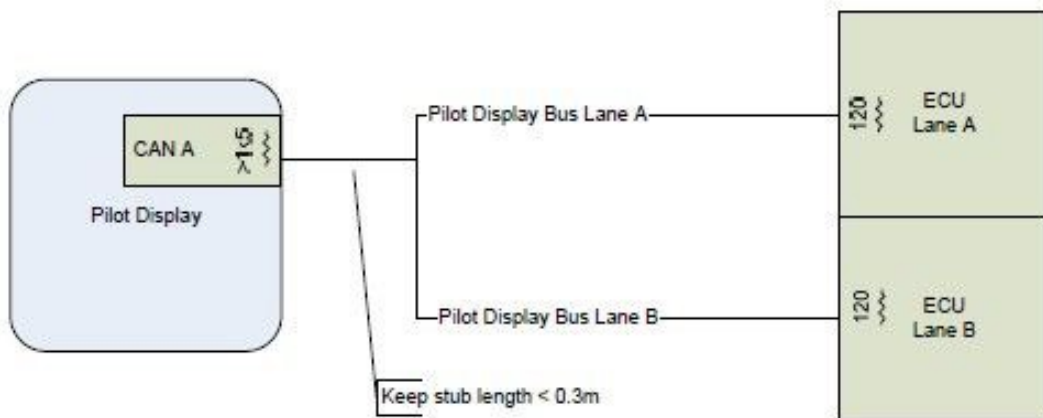 CAN A
Pilot Display
Pilot Display Bus Lane A
120
ECU
Lane A
Pilot Display Bus Lane B
120
ECU
Lane B
Keep stub length < 0.3m